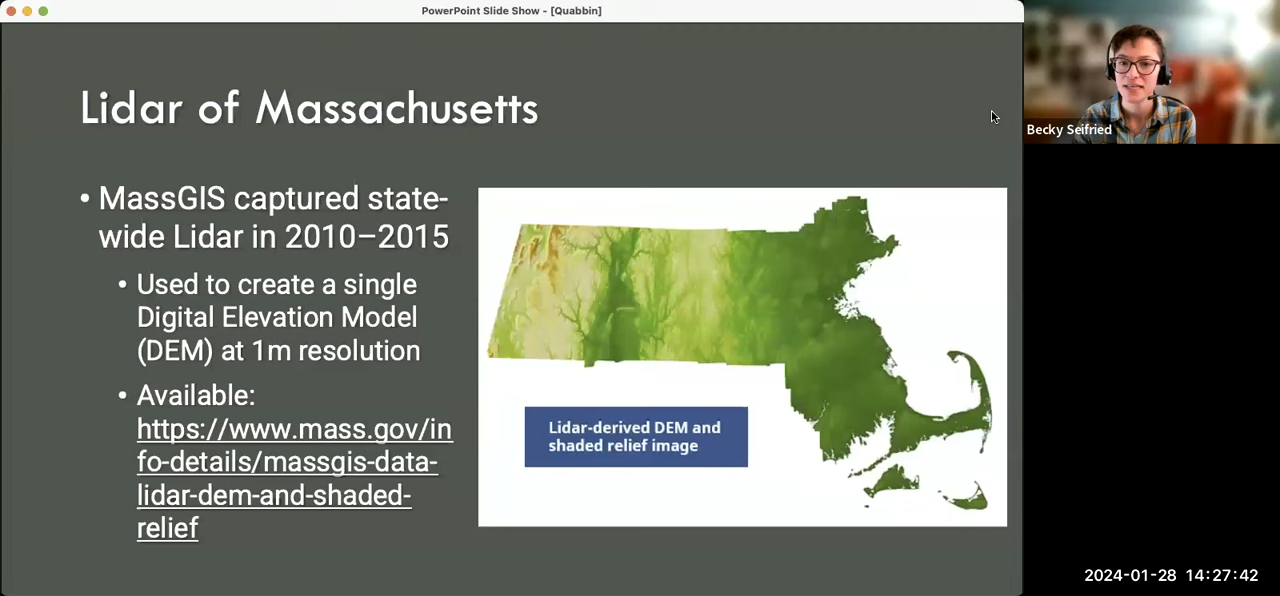 PowerPoint Slide Show - [Quabbin]
Lidar of Massachusetts
• MassGIS captured state-
wide Lidar in 2010–2015
• Used to create a single
Digital Elevation Model
(DEM) at 1m resolution
• Available:
https://www.mass.gov/in
fo-details/massgis-data-
lidar-dem-and-shaded-
relief
Lidar-derived DEM and
shaded relief image
Becky Seifried
2024-01-28 14:27:42